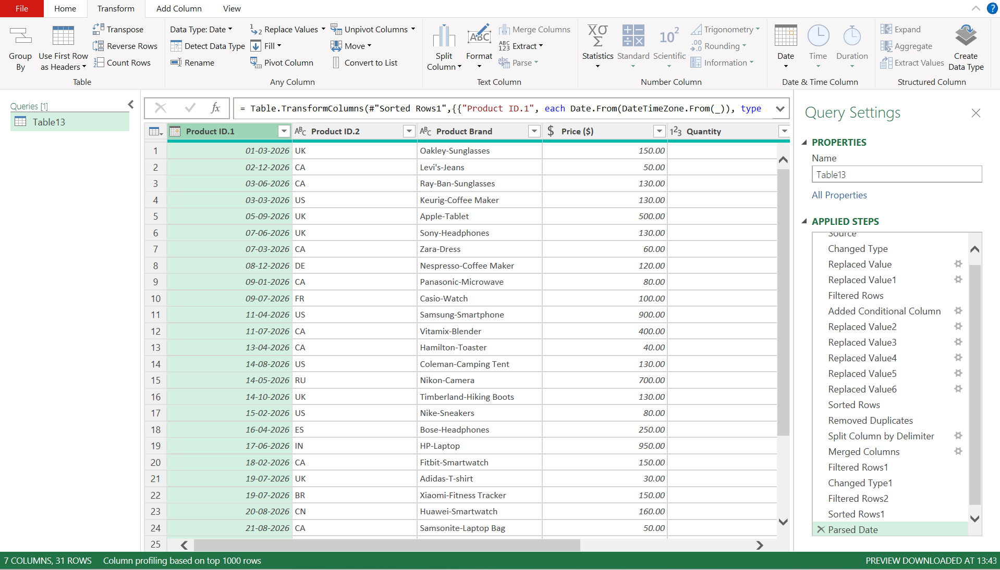 File Home Transform Add Column View
Group By
Use First Row as Headers
Transpose
Reverse Rows
Count Rows
Table
Data Type: Date
Detect Data Type
Rename
Replace Values
Fill
Pivot Column
Unpivot Columns
Move
Convert to List
Any Column
Split Column
Format
Merge Columns
Extract
Parse
Text Column
Statistics
Standard
Scientific
Trigonometry
Rounding
Information
Number Column
Date
Time
Duration
Date & Time Column
Expand
Aggregate
Extract Values
Create Data Type
Structured Column
Queries [1]
Table13
fx = Table.TransformColumns(#"Sorted Rows1",{{"Product ID.1", each Date.From(DateTimeZone.From(_)), type
Product ID.1 Product ID.2 Product Brand Price ($) Quantity
1 01-03-2026 UK Oakley-Sunglasses 150.00
2 02-12-2026 CA Levi's-Jeans 50.00
3 03-06-2026 CA Ray-Ban-Sunglasses 130.00
4 03-03-2026 US Keurig-Coffee Maker 130.00
5 05-09-2026 UK Apple-Tablet 500.00
6 07-06-2026 UK Sony-Headphones 130.00
7 07-03-2026 CA Zara-Dress 60.00
8 08-12-2026 DE Nespresso-Coffee Maker 120.00
9 09-01-2026 CA Panasonic-Microwave 80.00
10 09-07-2026 FR Casio-Watch 100.00
11 11-04-2026 US Samsung-Smartphone 900.00
12 11-07-2026 CA Vitamix-Blender 400.00
13 13-04-2026 CA Hamilton-Toaster 40.00
14 14-08-2026 US Coleman-Camping Tent 130.00
15 14-05-2026 RU Nikon-Camera 700.00
16 14-10-2026 UK Timberland-Hiking Boots 130.00
17 15-02-2026 US Nike-Sneakers 80.00
18 16-04-2026 ES Bose-Headphones 250.00
19 17-06-2026 IN HP-Laptop 950.00
20 18-02-2026 CA Fitbit-Smartwatch 150.00
21 19-07-2026 UK Adidas-T-shirt 30.00
22 19-07-2026 BR Xiaomi-Fitness Tracker 150.00
23 20-08-2026 CN Huawei-Smartwatch 160.00
24 21-08-2026 CA Samsonite-Laptop Bag 50.00
25
Query Settings
PROPERTIES
Name
Table13
All Properties
APPLIED STEPS
Source
Changed Type
Replaced Value
Replaced Value1
Filtered Rows
Added Conditional Column
Replaced Value2
Replaced Value3
Replaced Value4
Replaced Value5
Replaced Value6
Sorted Rows
Removed Duplicates
Split Column by Delimiter
Merged Columns
Filtered Rows1
Changed Type1
Filtered Rows2
Sorted Rows1
Parsed Date
7 COLUMNS, 31 ROWS Column profiling based on top 1000 rows PREVIEW DOWNLOADED AT 13:43